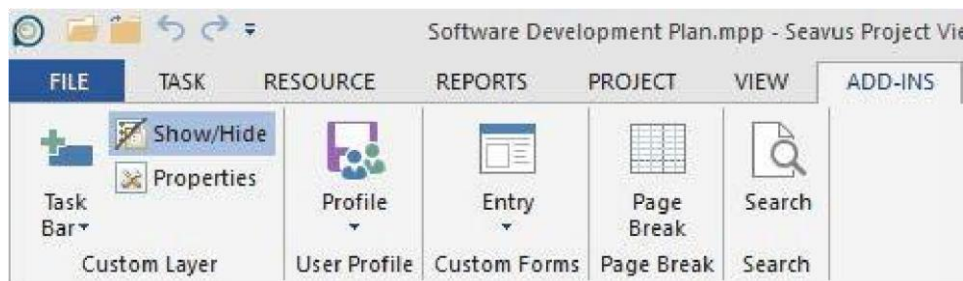 Software Development Plan.mpp - Seavus Project Vie
FILE TASK RESOURCE REPORTS PROJECT VIEW ADD-INS
Show/Hide
Properties
Task
Bar
Profile
Entry
Page
Break
Search
Custom Layer User Profile Custom Forms Page Break Search